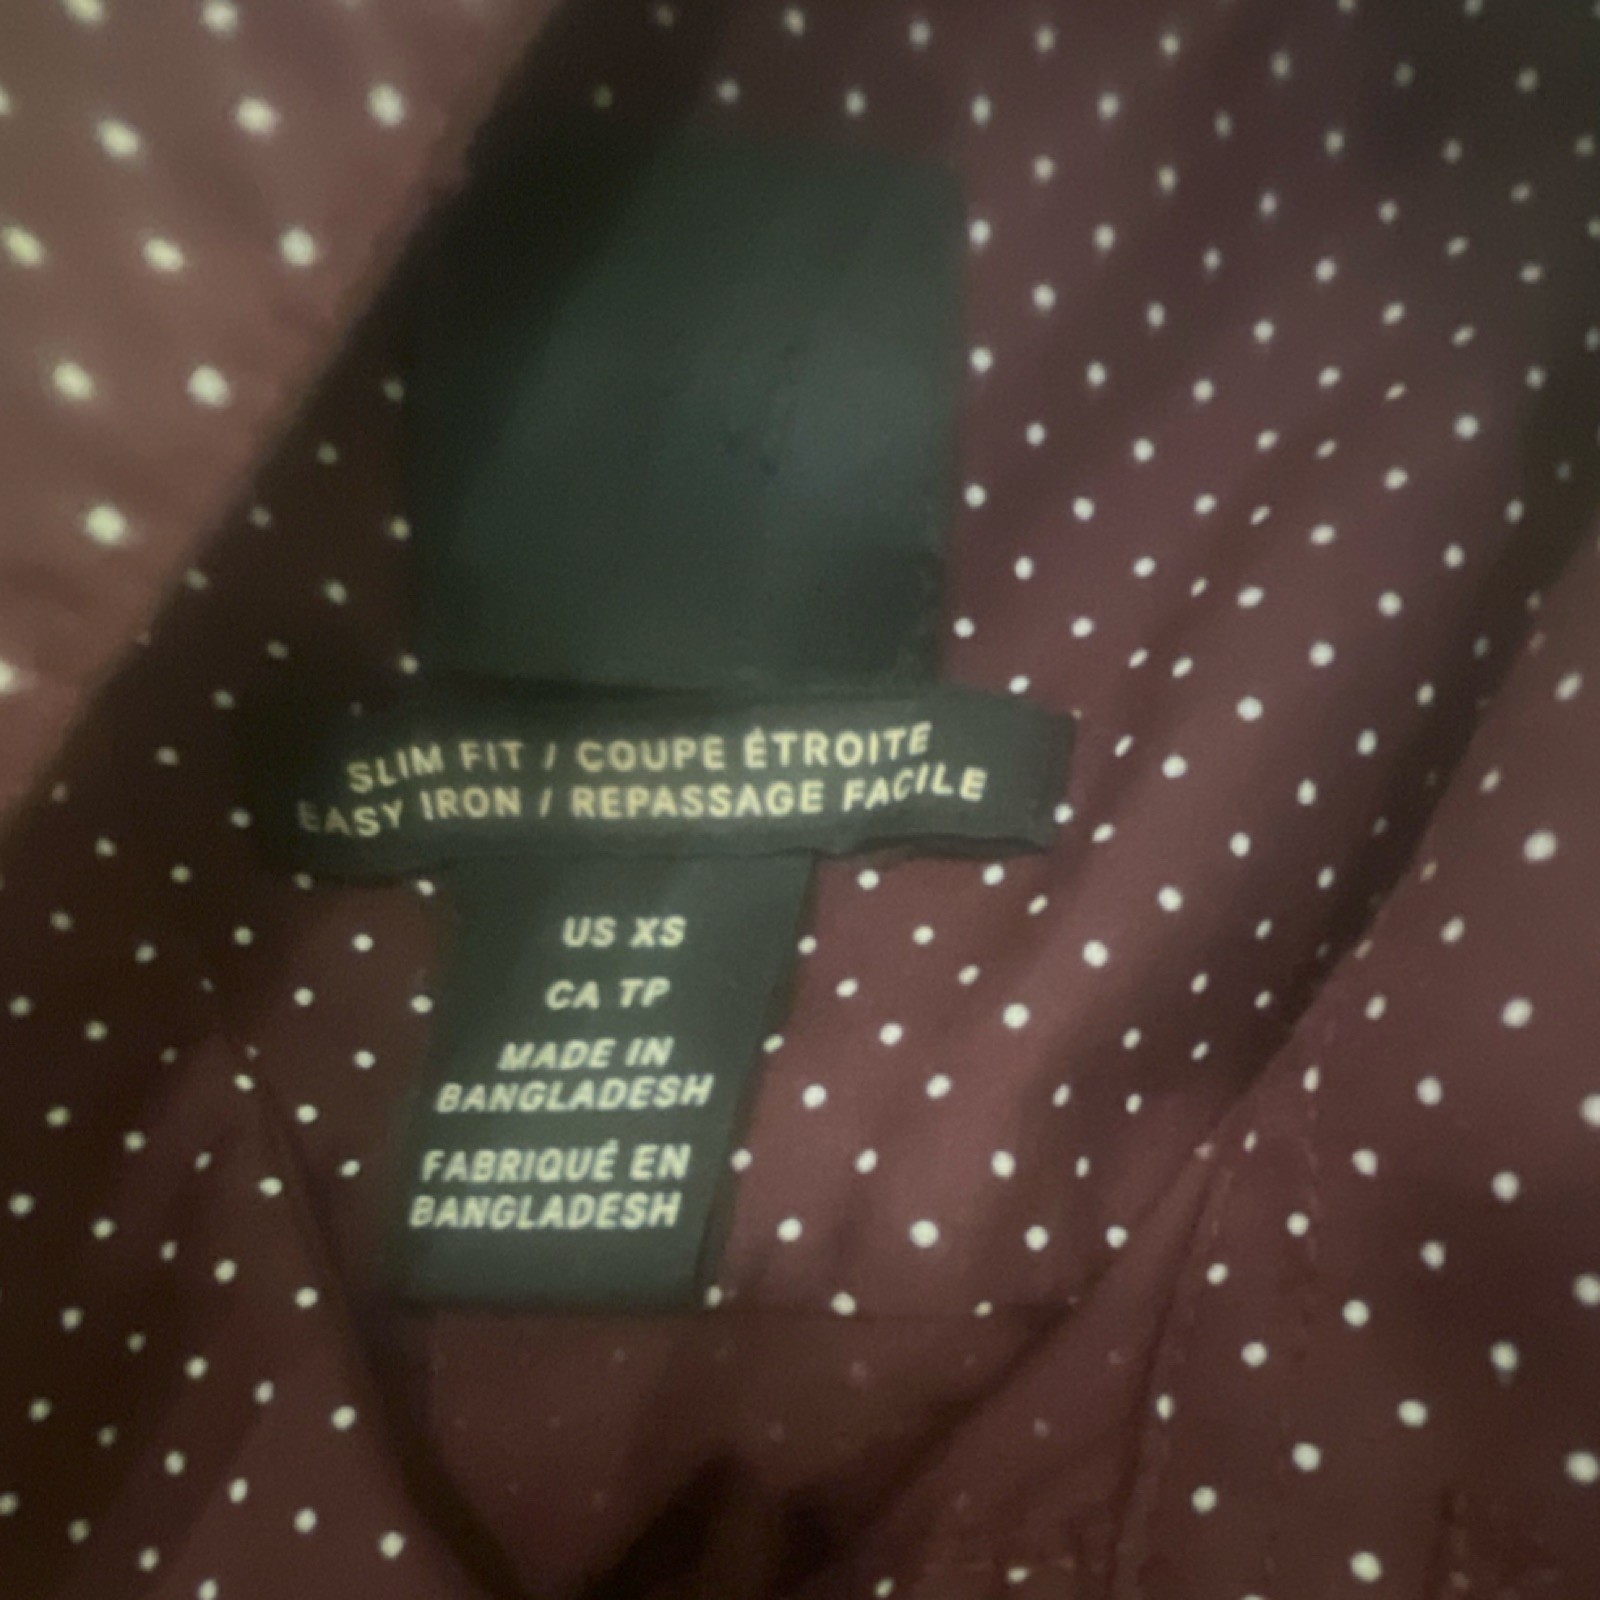 SLIM FIT / COUPE ÉTROITE
EASY IRON / REPASSAGE FACILE
US XS
CA TP
MADE IN
BANGLADESH
FABRIQUÉ EN
BANGLADESH